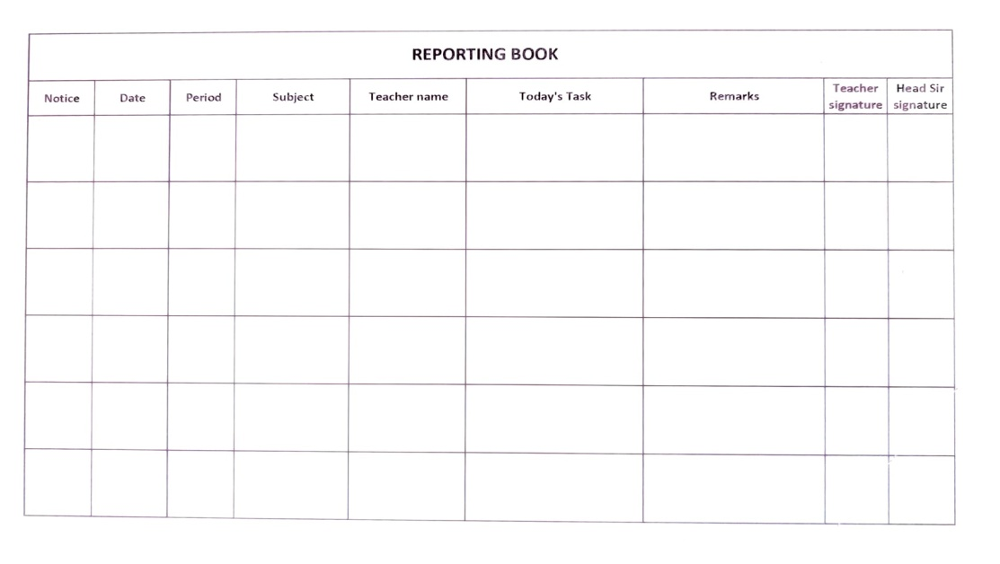 REPORTING BOOK
Notice Date Period Subject Teacher name Today's Task Remarks Teacher signature Head Sir signature